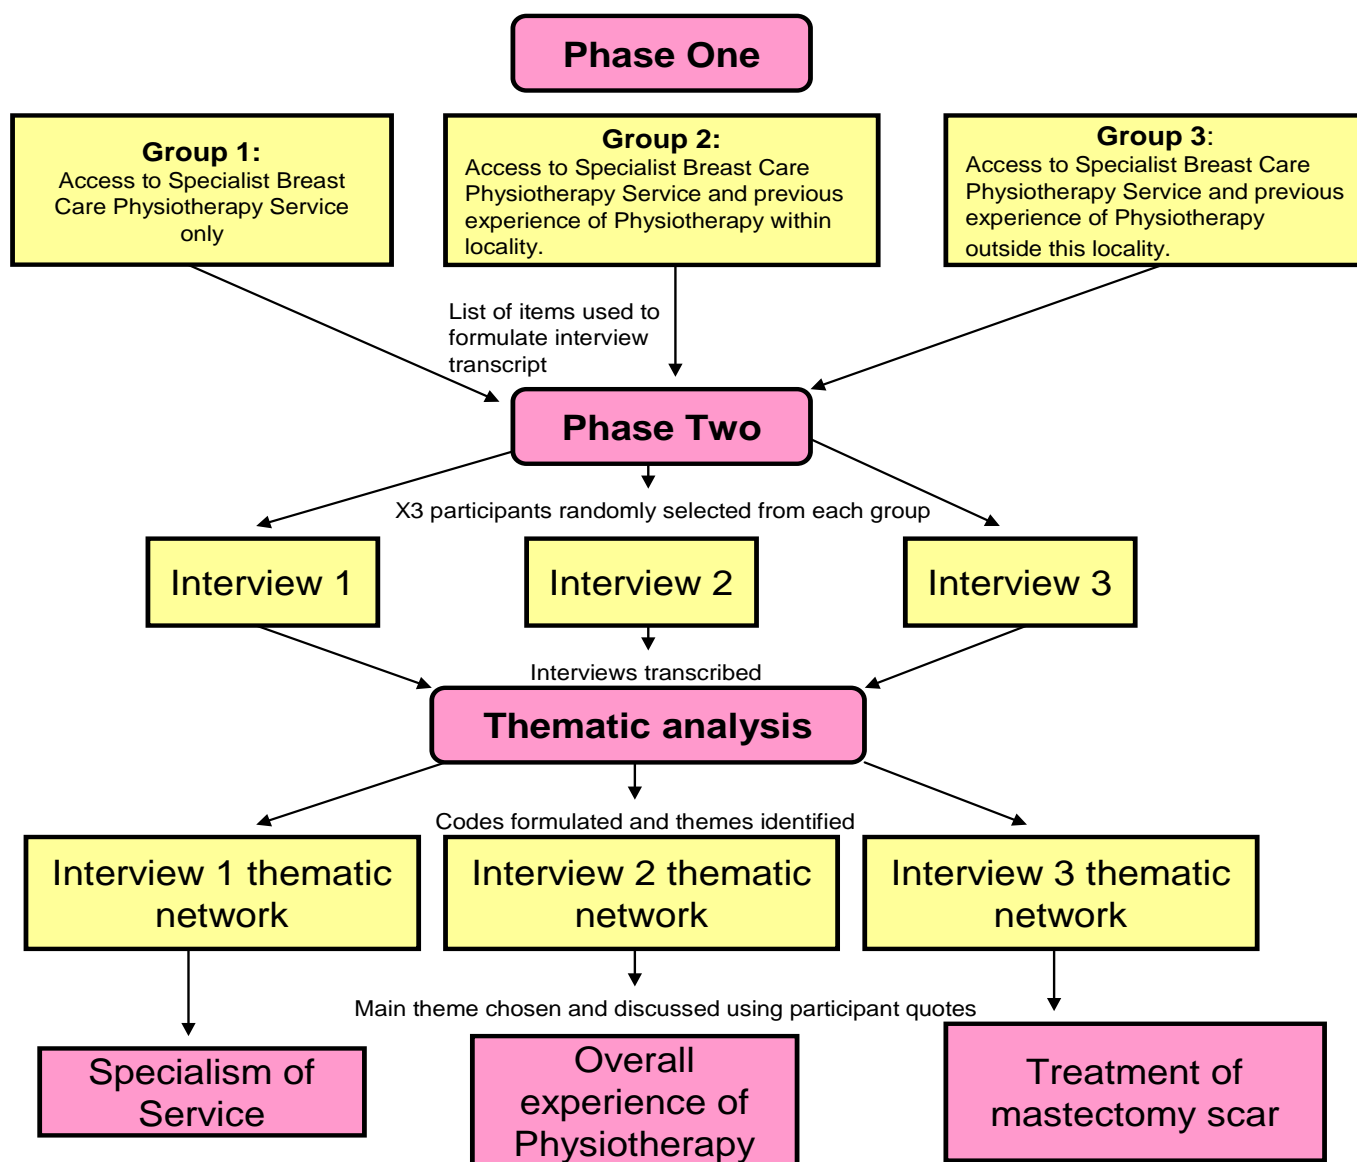 Phase One
Group 1:
Access to Specialist Breast
Care Physiotherapy Service
only
Group 2:
Access to Specialist Breast Care
Physiotherapy Service and previous
experience of Physiotherapy within
locality.
Group 3:
Access to Specialist Breast Care
Physiotherapy Service and previous
experience of Physiotherapy
outside this locality.
List of items used to
formulate interview
transcript
Phase Two
X3 participants randomly selected from each group
Interview 1
Interview 2
Interview 3
Interviews transcribed
Thematic analysis
Codes formulated and themes identified
Interview 1 thematic
network
Interview 2 thematic
network
Interview 3 thematic
network
Main theme chosen and discussed using participant quotes
Specialism of
Service
Overall
experience of
Physiotherapy
Treatment of
mastectomy scar